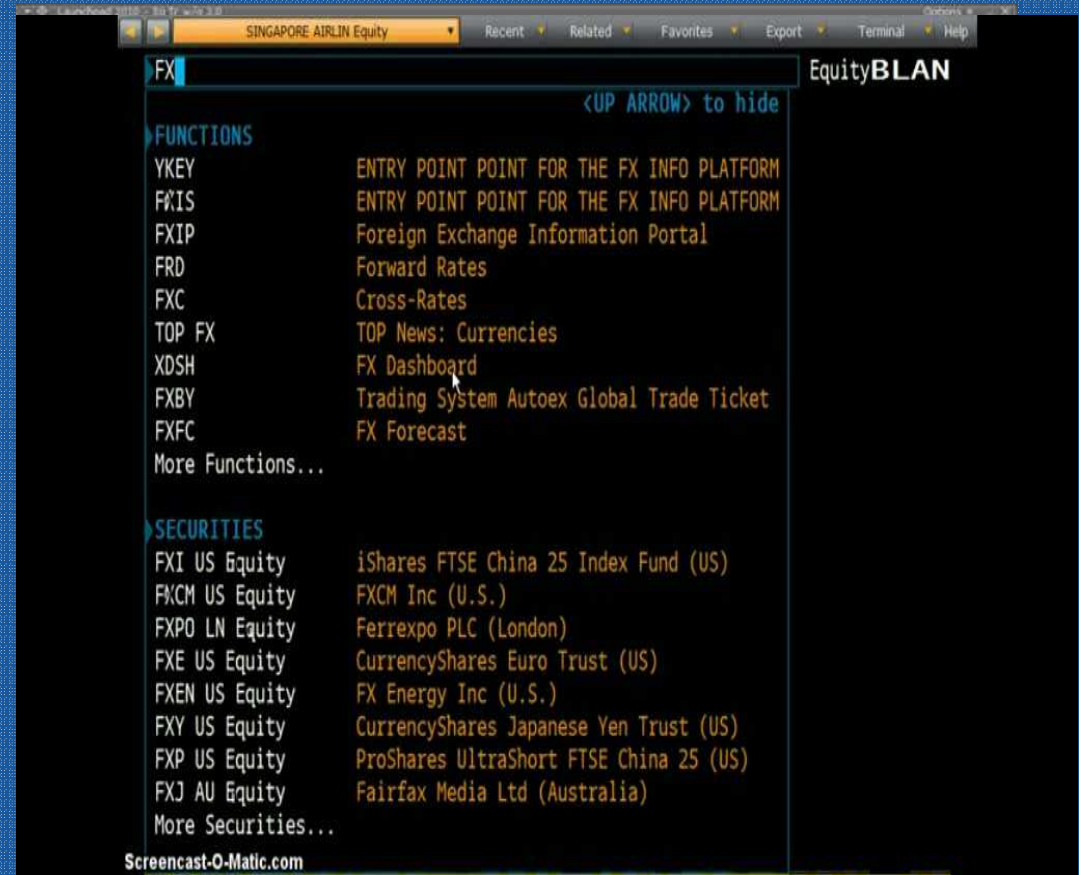 Launchpad 2010 Options
SINGAPORE AIRLIN Equity Recent Related Favorites Export Terminal Help
FX EquityBLAN
<UP ARROW> to hide
FUNCTIONS
YKEY ENTRY POINT POINT FOR THE FX INFO PLATFORM
FXIS ENTRY POINT POINT FOR THE FX INFO PLATFORM
FXIP Foreign Exchange Information Portal
FRD Forward Rates
FXC Cross-Rates
TOP FX TOP News: Currencies
XDSH FX Dashboard
FXBY Trading System Autoex Global Trade Ticket
FXFC FX Forecast
More Functions...
SECURITIES
FXI US Equity iShares FTSE China 25 Index Fund (US)
FXCM US Equity FXCM Inc (U.S.)
FXPO LN Equity Ferrexpo PLC (London)
FXE US Equity CurrencyShares Euro Trust (US)
FXEN US Equity FX Energy Inc (U.S.)
FXY US Equity CurrencyShares Japanese Yen Trust (US)
FXP US Equity ProShares UltraShort FTSE China 25 (US)
FXJ AU Equity Fairfax Media Ltd (Australia)
More Securities...
Screencast-O-Matic.com